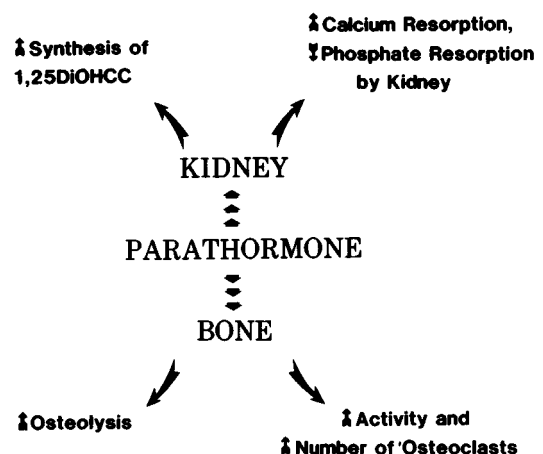 ↑Synthesis of
1,25DiOHCC
↑Calcium Resorption,
↓Phosphate Resorption
by Kidney
KIDNEY
PARATHORMONE
BONE
↑Osteolysis
↑Activity and
↑Number of 'Osteoclasts